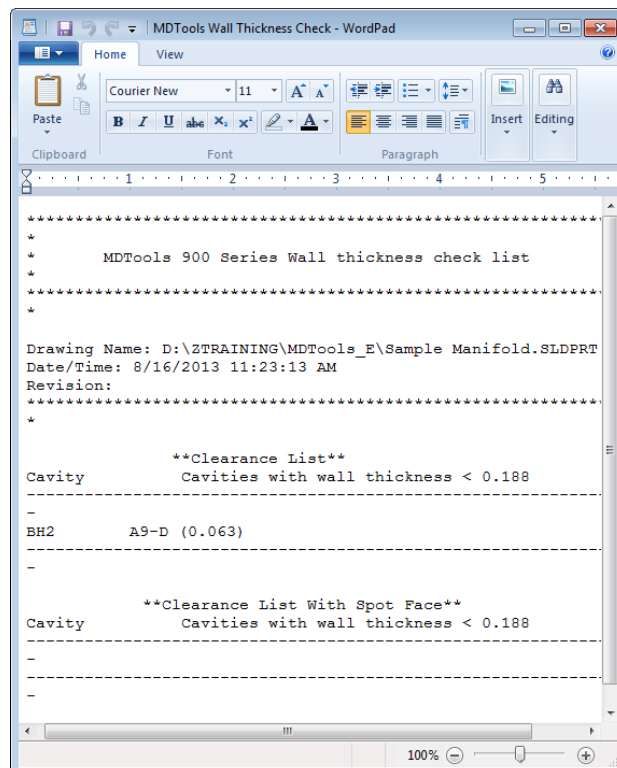 MDTools Wall Thickness Check - WordPad
Home View
Courier New 11 A A
Paste
B I U abc X₂ X² A
Insert Editing
Clipboard Font Paragraph
1 2 3 4 5
************************************************************
*
* MDTools 900 Series Wall thickness check list
*
************************************************************
*
Drawing Name: D:\ZTRAINING\MDTools_E\Sample Manifold.SLDPRT
Date/Time: 8/16/2013 11:23:13 AM
Revision:
************************************************************
*
**Clearance List**
Cavity Cavities with wall thickness < 0.188
------------------------------------------------------------
-
BH2 A9-D (0.063)
------------------------------------------------------------
-
**Clearance List With Spot Face**
Cavity Cavities with wall thickness < 0.188
------------------------------------------------------------
-
------------------------------------------------------------
-
100%